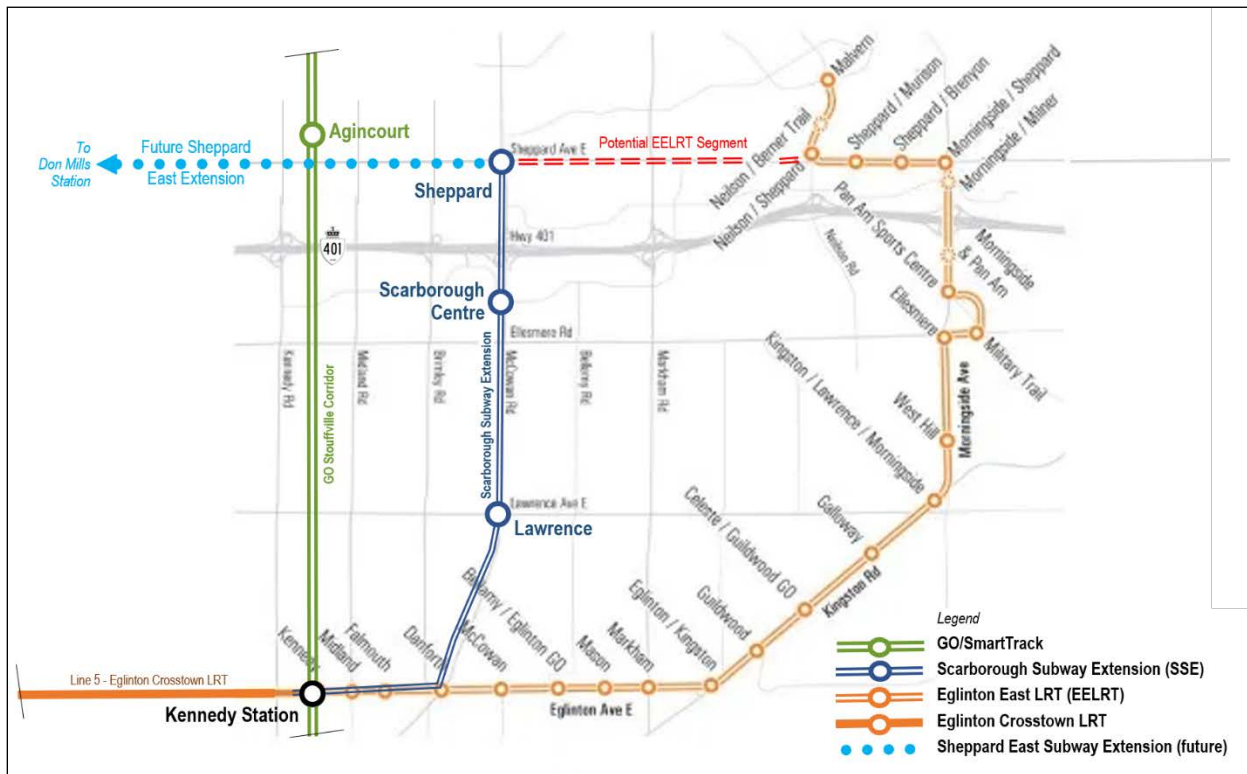 Agincourt
To
Don Mills
Station
Future Sheppard
East Extension
Sheppard Ave E
Potential EELRT Segment
Sheppard
Malvern
Neilson / Berner Trail
Neilson / Sheppard
Sheppard / Murison
Sheppard / Brenyon
Morningside / Sheppard
Morningside / Milner
Hwy 401
401
Neilson Rd
Pan Am Sports Centre
Morningside
& Pan Am
Scarborough
Centre
Ellesmere
Military Trail
Ellesmere Rd
Kennedy Rd
Midland Rd
Brimley Rd
McCowan Rd
Bellamy Rd
Markham Rd
GO Stouffville Corridor
Scarborough Subway Extension
Kingston / Lawrence / Morningside
West Hill
Morningside Ave
Lawrence Ave E
Lawrence
Galloway
Celeste / Guildwood GO
Kingston Rd
Guildwood
Eglinton / Kingston
Markham
Mason
Bellamy / Eglinton GO
McCowan
Danforth
Falmouth
Midland
Kennedy
Line 5 - Eglinton Crosstown LRT
Kennedy Station
Eglinton Ave E
Legend
GO/SmartTrack
Scarborough Subway Extension (SSE)
Eglinton East LRT (EELRT)
Eglinton Crosstown LRT
Sheppard East Subway Extension (future)